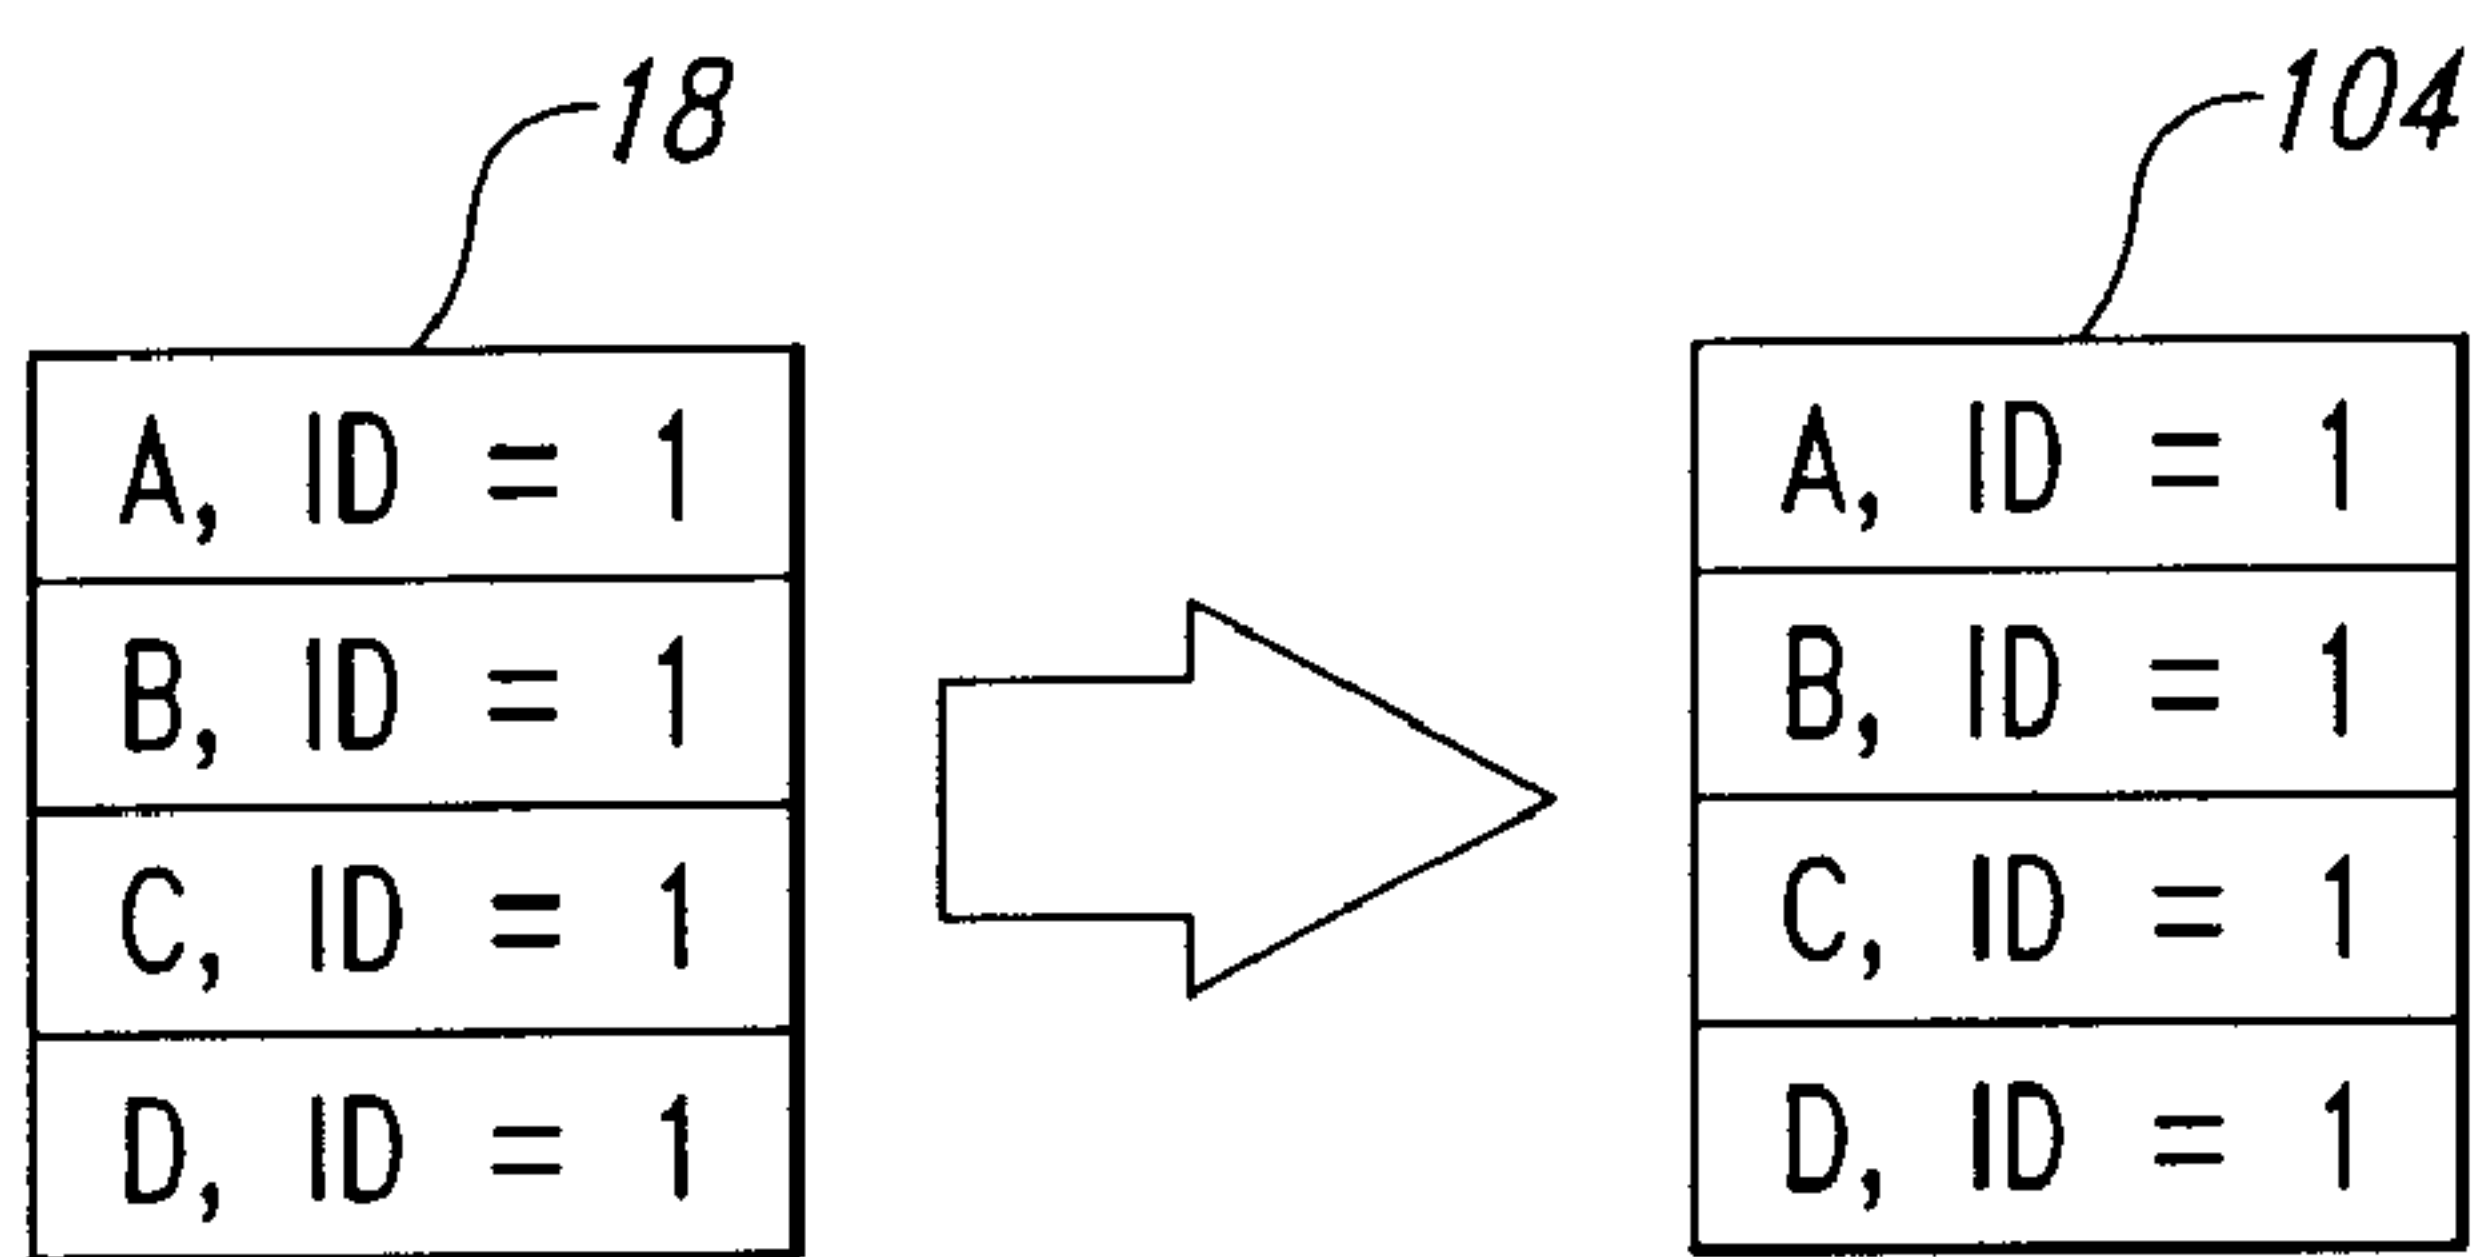 18
104
A, ID = 1
B, ID = 1
C, ID = 1
D, ID = 1
A, ID = 1
B, ID = 1
C, ID = 1
D, ID = 1